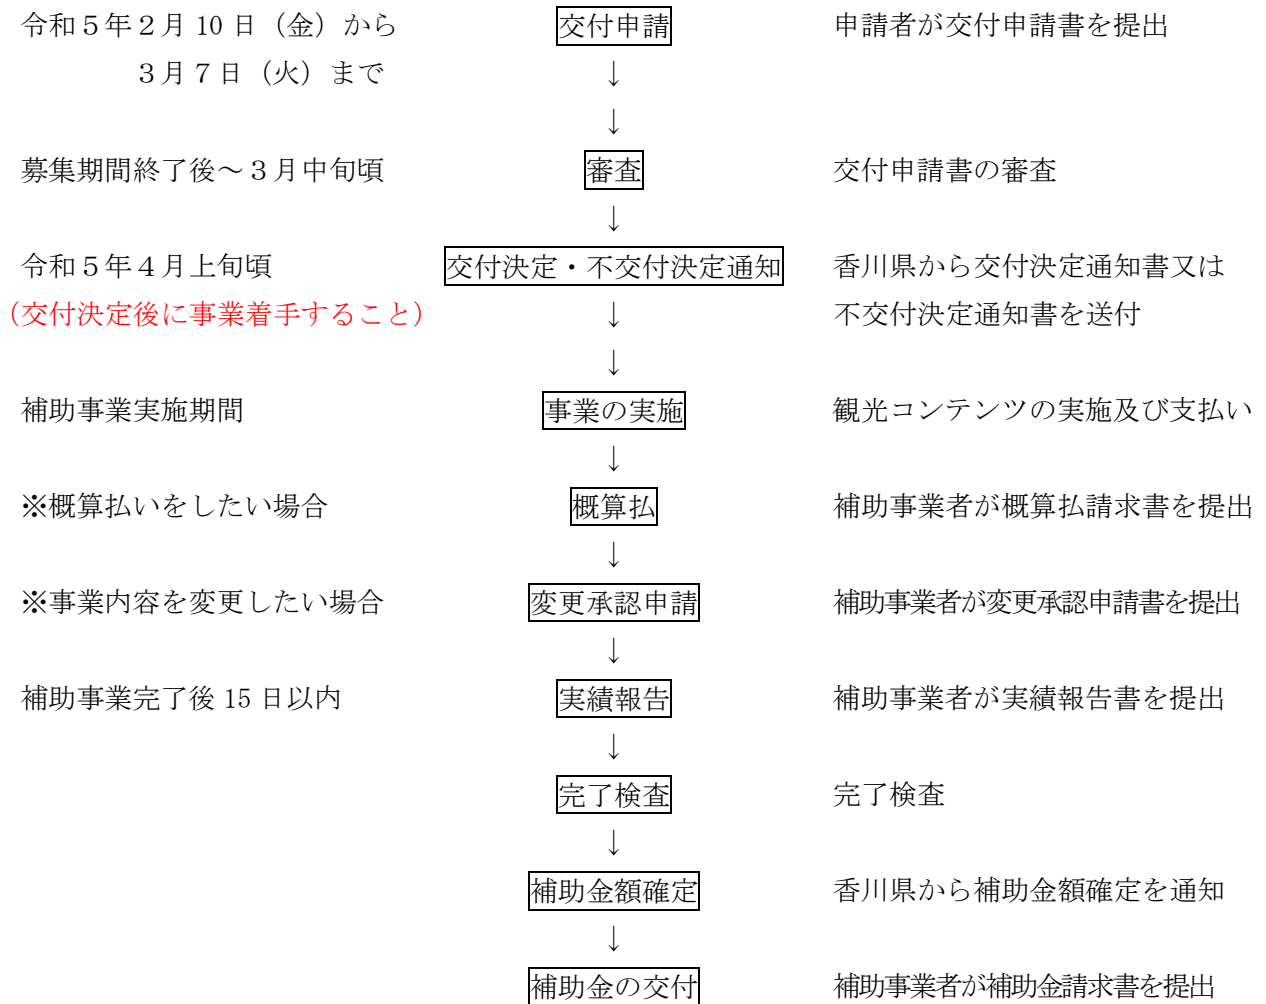 令和５年２月 10 日（金）から 交付申請 申請者が交付申請書を提出
３月７日（火）まで ↓
↓
募集期間終了後～３月中旬頃 審査 交付申請書の審査
↓
令和５年４月上旬頃 交付決定・不交付決定通知 香川県から交付決定通知書又は
（交付決定後に事業着手すること） ↓ 不交付決定通知書を送付
↓
補助事業実施期間 事業の実施 観光コンテンツの実施及び支払い
↓
※概算払いをしたい場合 概算払 補助事業者が概算払請求書を提出
↓
※事業内容を変更したい場合 変更承認申請 補助事業者が変更承認申請書を提出
↓
補助事業完了後 15 日以内 実績報告 補助事業者が実績報告書を提出
↓
完了検査 完了検査
↓
補助金額確定 香川県から補助金額確定を通知
↓
補助金の交付 補助事業者が補助金請求書を提出